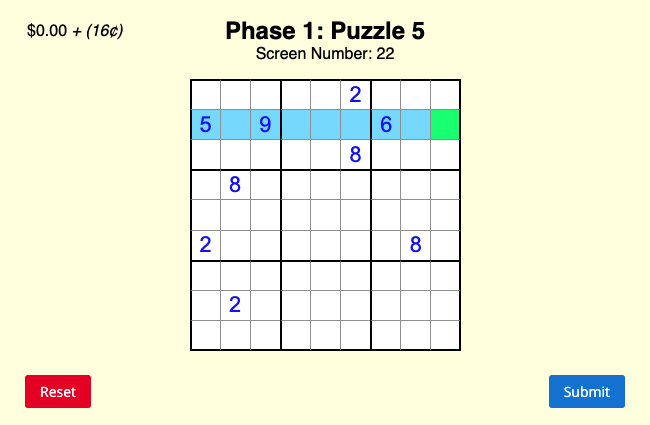 $0.00 + (16¢)
Phase 1: Puzzle 5
Screen Number: 22
2
5 9 6
8
8
2 8
2
Reset Submit